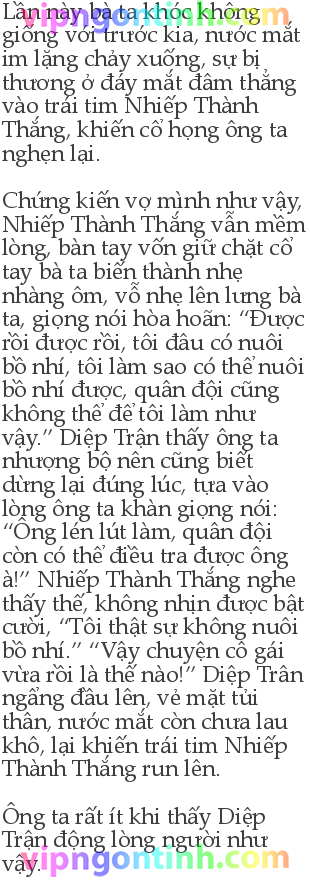 Lần này bà ta khóc không
vipngontinh.com
giống với trước kia, nước mắt
im lặng chảy xuống, sự bị
thương ở đáy mắt đâm thẳng
vào trái tim Nhiếp Thành
Thắng, khiến cổ họng ông ta
nghẹn lại.
Chứng kiến vợ mình như vậy,
Nhiếp Thành Thắng vẫn mềm
lòng, bàn tay vốn giữ chặt cổ
tay bà ta biến thành nhẹ
nhàng ôm, vỗ nhẹ lên lưng bà
ta, giọng nói hòa hoãn: “Được
rồi được rồi, tôi đâu có nuôi
bồ nhí, tôi làm sao có thể nuôi
bồ nhí được, quân đội cũng
không thể để tôi làm như
vậy.” Diệp Trận thấy ông ta
nhượng bộ nên cũng biết
dừng lại đúng lúc, tựa vào
lòng ông ta khàn giọng nói:
“Ông lén lút làm, quân đội
còn có thể điều tra được ông
à!” Nhiếp Thành Thắng nghe
thấy thế, không nhịn được bật
cười, “Tôi thật sự không nuôi
bồ nhí.” “Vậy chuyện cô gái
vừa rồi là thế nào!” Diệp Trân
ngẩng đầu lên, vẻ mặt tủi
thân, nước mắt còn chưa lau
khô, lại khiến trái tim Nhiếp
Thành Thắng run lên.
Ông ta rất ít khi thấy Diệp
Trận động lòng người như
vậy.
vipngontinh.com